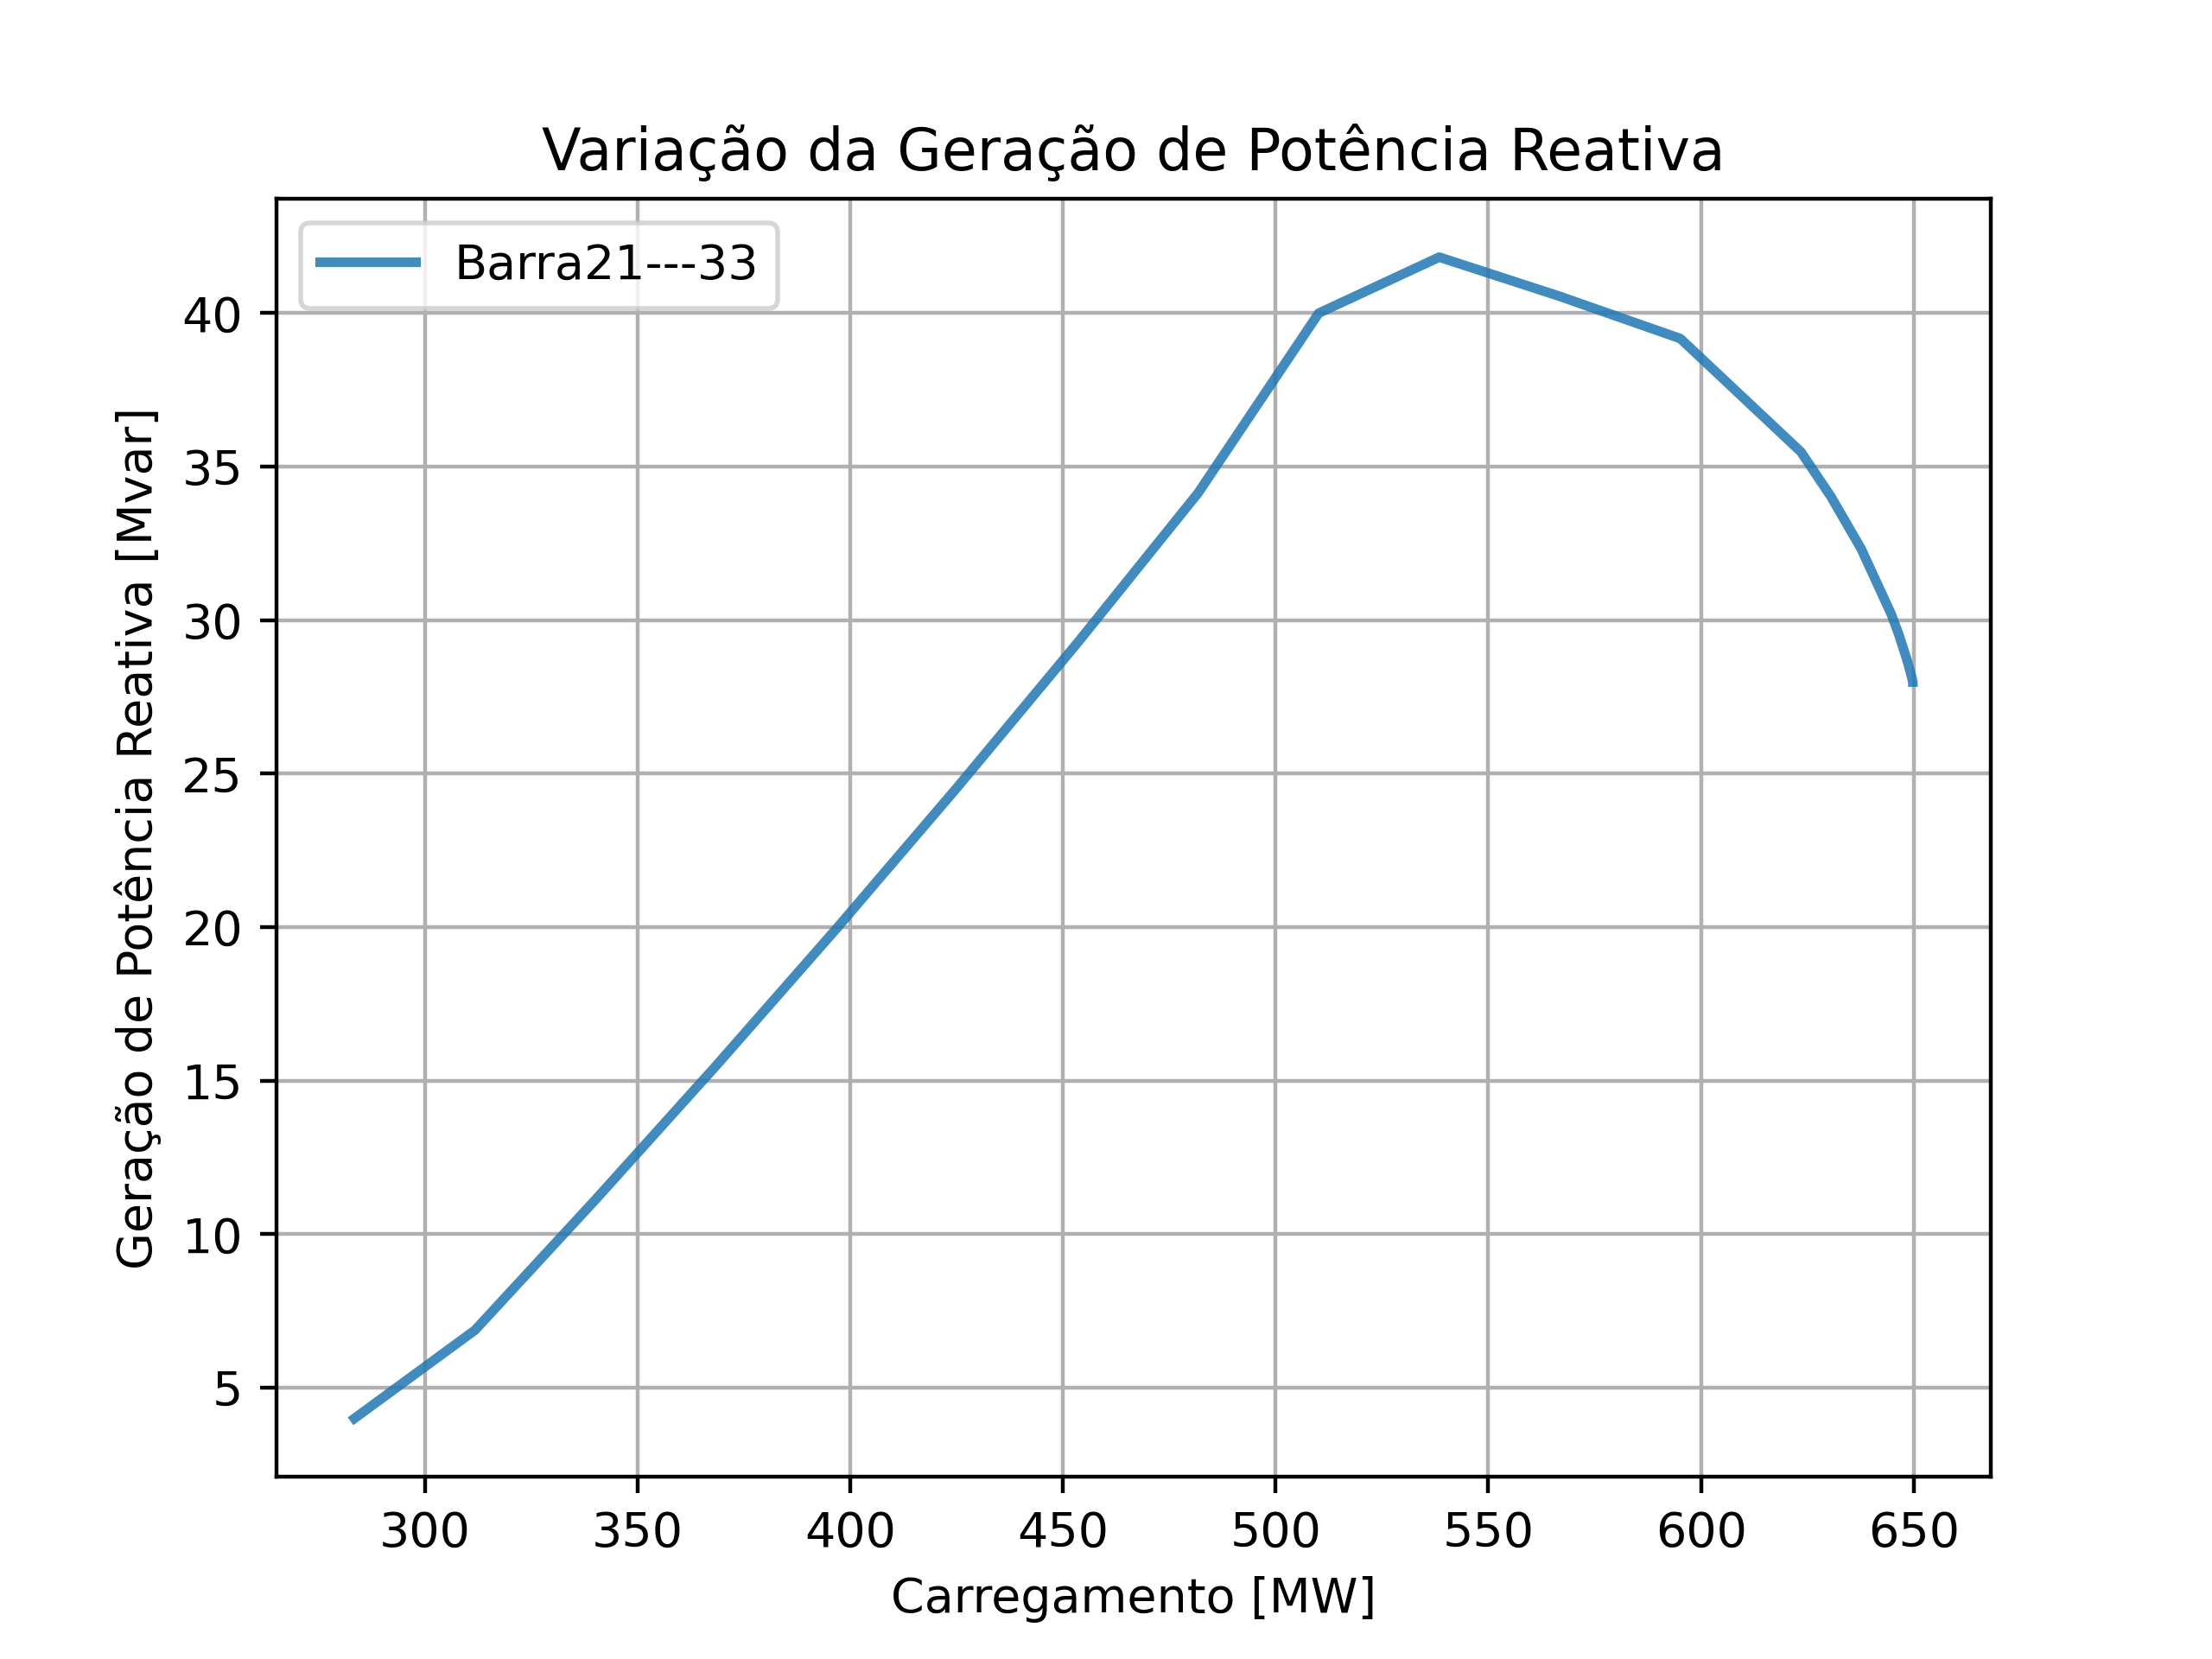 Variação da Geração de Potência Reativa
Barra21---33
Geração de Potência Reativa [Mvar]
40
35
30
25
20
15
10
5
300 350 400 450 500 550 600 650
Carregamento [MW]